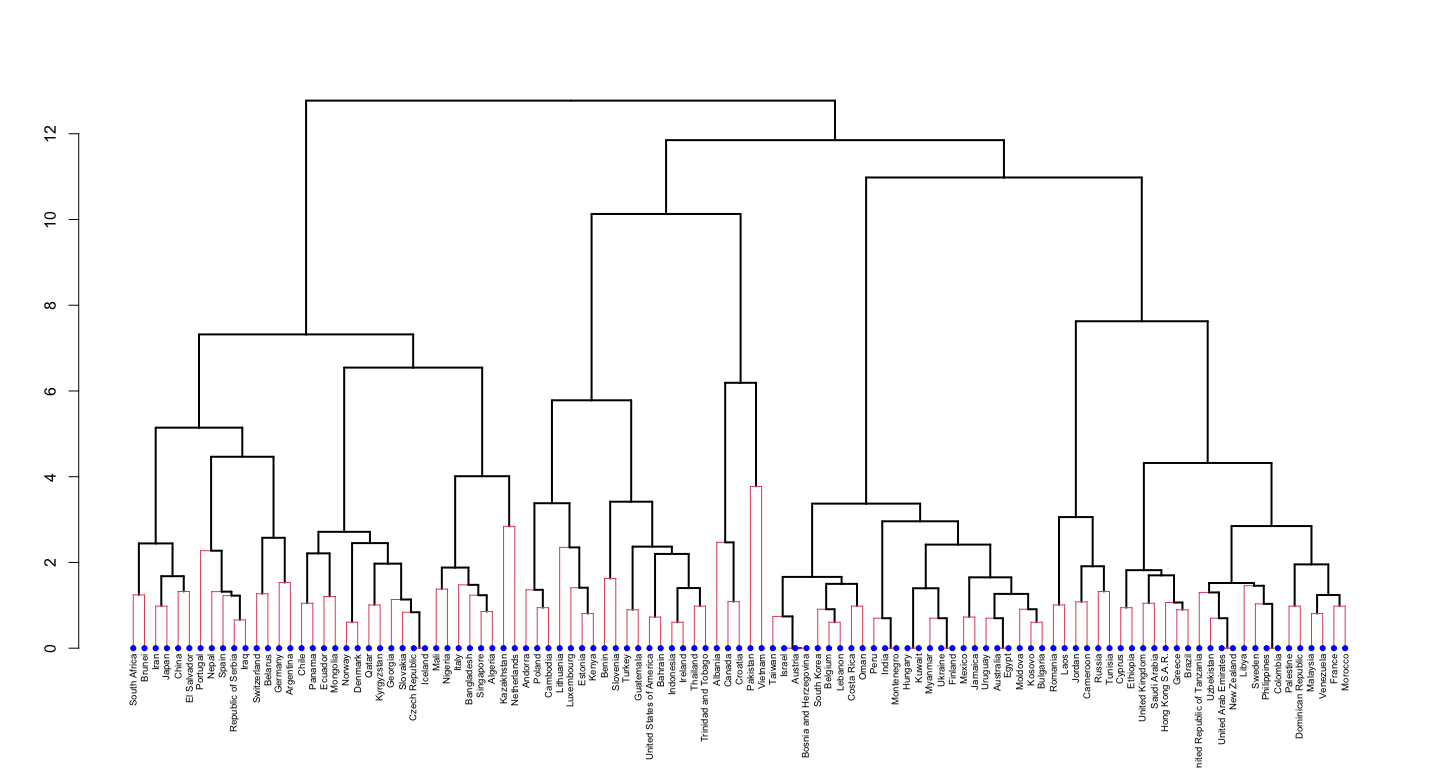 12
10
8
6
4
2
0
South Africa
Brunei
Iran
Japan
China
El Salvador
Portugal
Nepal
Spain
Republic of Serbia
Iraq
Switzerland
Belarus
Germany
Argentina
Chile
Panama
Ecuador
Mongolia
Norway
Denmark
Qatar
Kyrgyzstan
Georgia
Slovakia
Czech Republic
Iceland
Mali
Nigeria
Italy
Bangladesh
Singapore
Algeria
Kazakhstan
Netherlands
Andorra
Poland
Cambodia
Lithuania
Luxembourg
Estonia
Kenya
Benin
Slovenia
Turkey
Guatemala
United States of America
Bahrain
Indonesia
Ireland
Thailand
Trinidad and Tobago
Albania
Canada
Croatia
Pakistan
Vietnam
Taiwan
Israel
Austria
Bosnia and Herzegovina
South Korea
Belgium
Lebanon
Costa Rica
Oman
Peru
India
Montenegro
Hungary
Kuwait
Myanmar
Ukraine
Finland
Mexico
Jamaica
Uruguay
Australia
Egypt
Moldova
Kosovo
Bulgaria
Romania
Laos
Jordan
Cameroon
Russia
Tunisia
Cyprus
Ethiopia
United Kingdom
Saudi Arabia
Hong Kong S.A.R.
Greece
Brazil
nited Republic of Tanzania
Uzbekistan
United Arab Emirates
New Zealand
Libya
Sweden
Philippines
Colombia
Palestine
Dominican Republic
Malaysia
Venezuela
France
Morocco